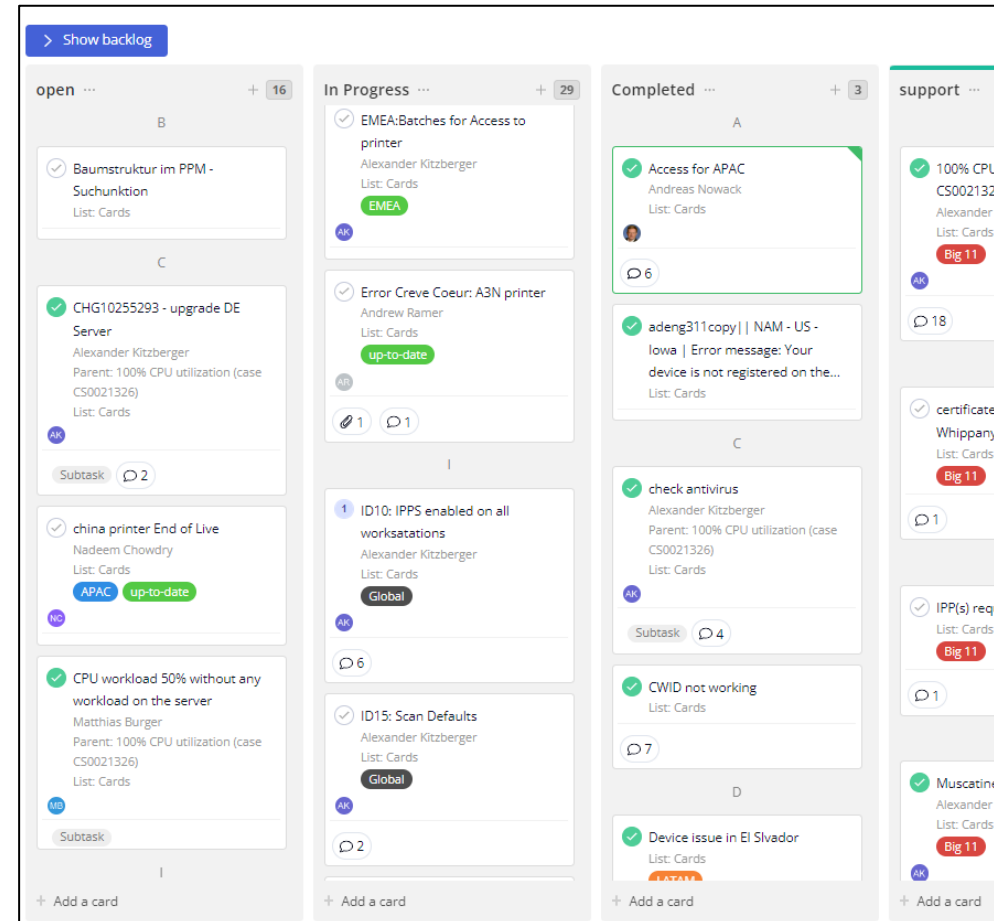 Show backlog
open ... + 16
B
Baumstruktur im PPM -
Suchunktion
List: Cards
C
CHG10255293 - upgrade DE
Server
Alexander Kitzberger
Parent: 100% CPU utilization (case
CS0021326)
List: Cards
AK
Subtask 2
china printer End of Live
Nadeem Chowdry
List: Cards
APAC up-to-date
NC
CPU workload 50% without any
workload on the server
Matthias Burger
Parent: 100% CPU utilization (case
CS0021326)
List: Cards
MB
Subtask
I
+ Add a card
In Progress ... + 29
EMEA:Batches for Access to
printer
Alexander Kitzberger
List: Cards
EMEA
AK
Error Creve Coeur: A3N printer
Andrew Ramer
List: Cards
up-to-date
AR
1 1
I
1 ID10: IPPS enabled on all
worksatations
Alexander Kitzberger
List: Cards
Global
AK
6
ID15: Scan Defaults
Alexander Kitzberger
List: Cards
Global
AK
2
+ Add a card
Completed ... + 3
A
Access for APAC
Andreas Nowack
List: Cards
6
adeng311copy|| NAM - US -
Iowa | Error message: Your
device is not registered on the...
List: Cards
C
check antivirus
Alexander Kitzberger
Parent: 100% CPU utilization (case
CS0021326)
List: Cards
AK
Subtask 4
CWID not working
List: Cards
7
D
Device issue in El Slvador
List: Cards
LATAM
+ Add a card
support ...
100% CPU
CS002132
Alexander
List: Cards
Big 11
AK
18
certificate
Whippany
List: Cards
Big 11
1
IPP(s) req
List: Cards
Big 11
1
Muscatine
Alexander
List: Cards
Big 11
AK
+ Add a card